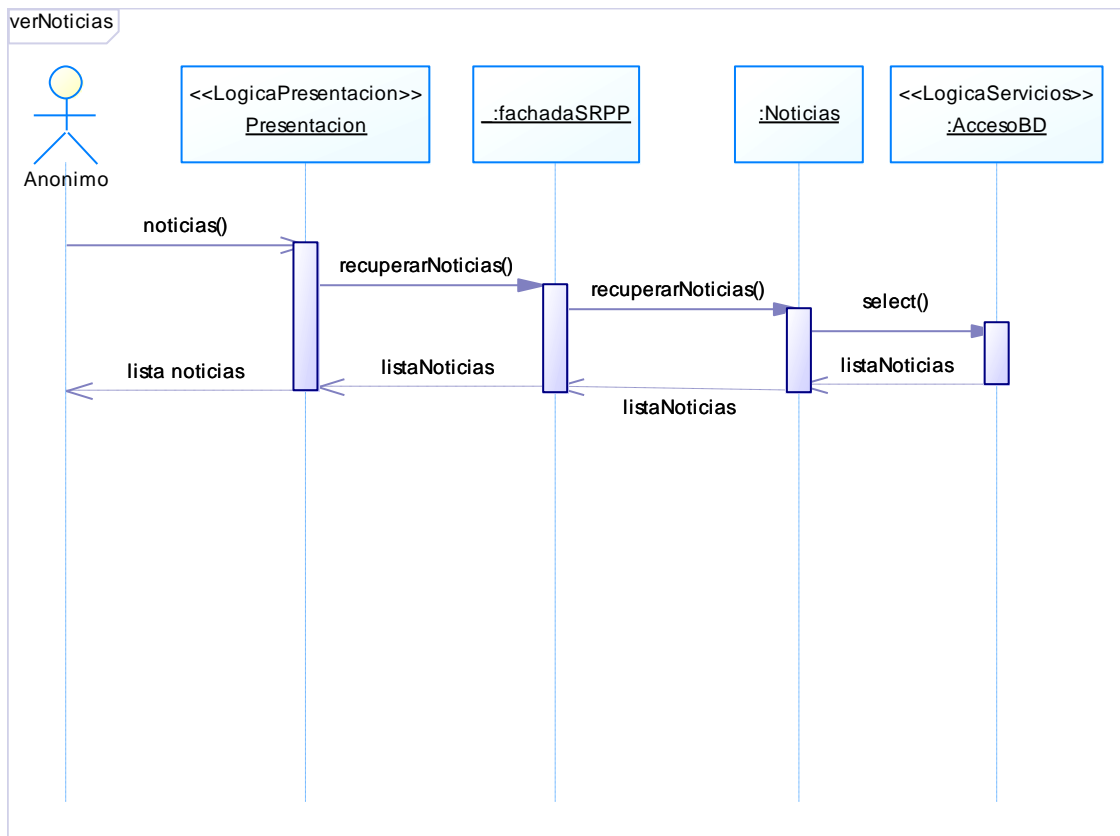 verNoticias
<<LogicaPresentacion>>
Presentacion
_:fachadaSRPP
:Noticias
<<LogicaServicios>>
:AccesoBD
Anonimo
noticias()
recuperarNoticias()
recuperarNoticias()
select()
lista noticias
listaNoticias
listaNoticias
listaNoticias